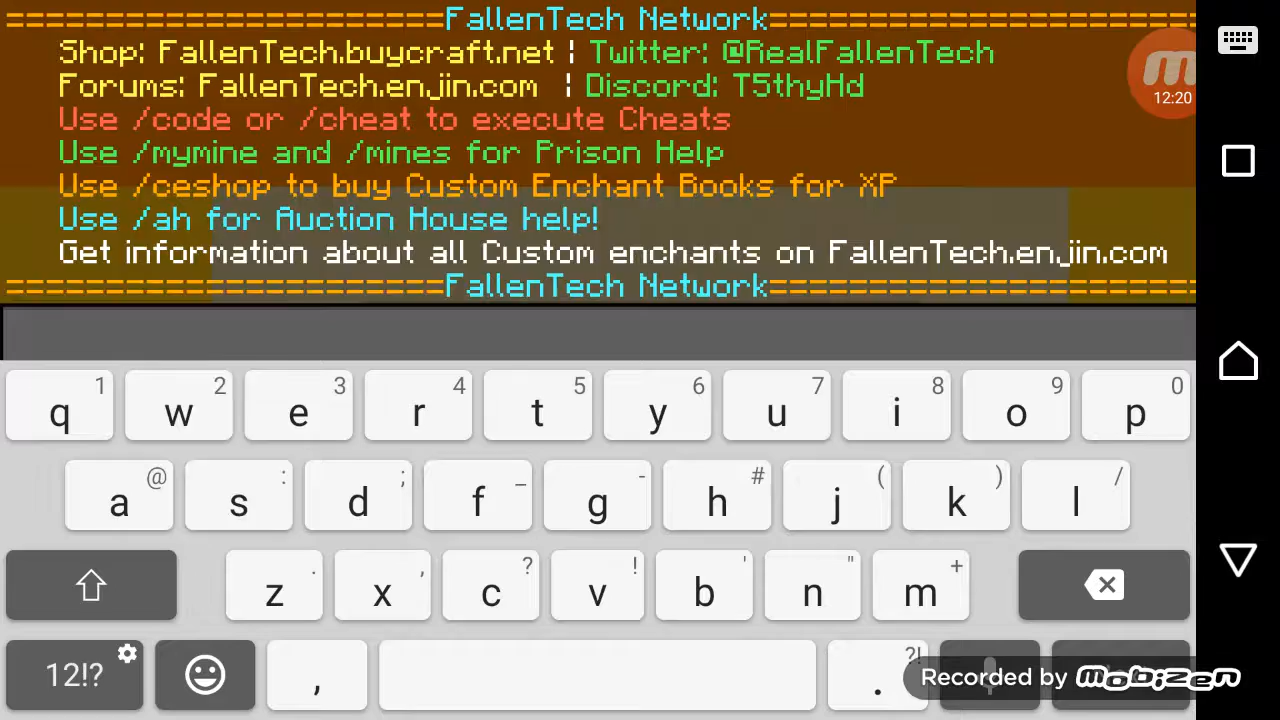 =====================FallenTech Network====================
Shop: FallenTech.buycraft.net | Twitter: @RealFallenTech
Forums: FallenTech.enjin.com | Discord: T5thyHd
Use /code or /cheat to execute Cheats
Use /mymine and /mines for Prison Help
Use /ceshop to buy Custom Enchant Books for XP
Use /ah for Auction House help!
Get information about all Custom enchants on FallenTech.enjin.com
=====================FallenTech Network====================
12:20
1 2 3 4 5 6 7 8 9 0
q w e r t y u i o p
@ : ; _ - # ( ) /
a s d f g h j k l
. , ? ! ' " +
z x c v b n m
12!? , . ?!
Recorded by mobizen